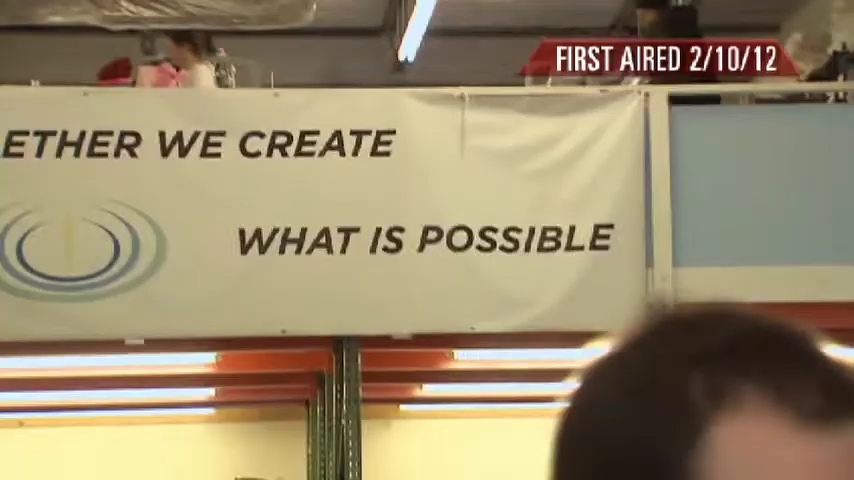 FIRST AIRED 2/10/12
ETHER WE CREATE
WHAT IS POSSIBLE